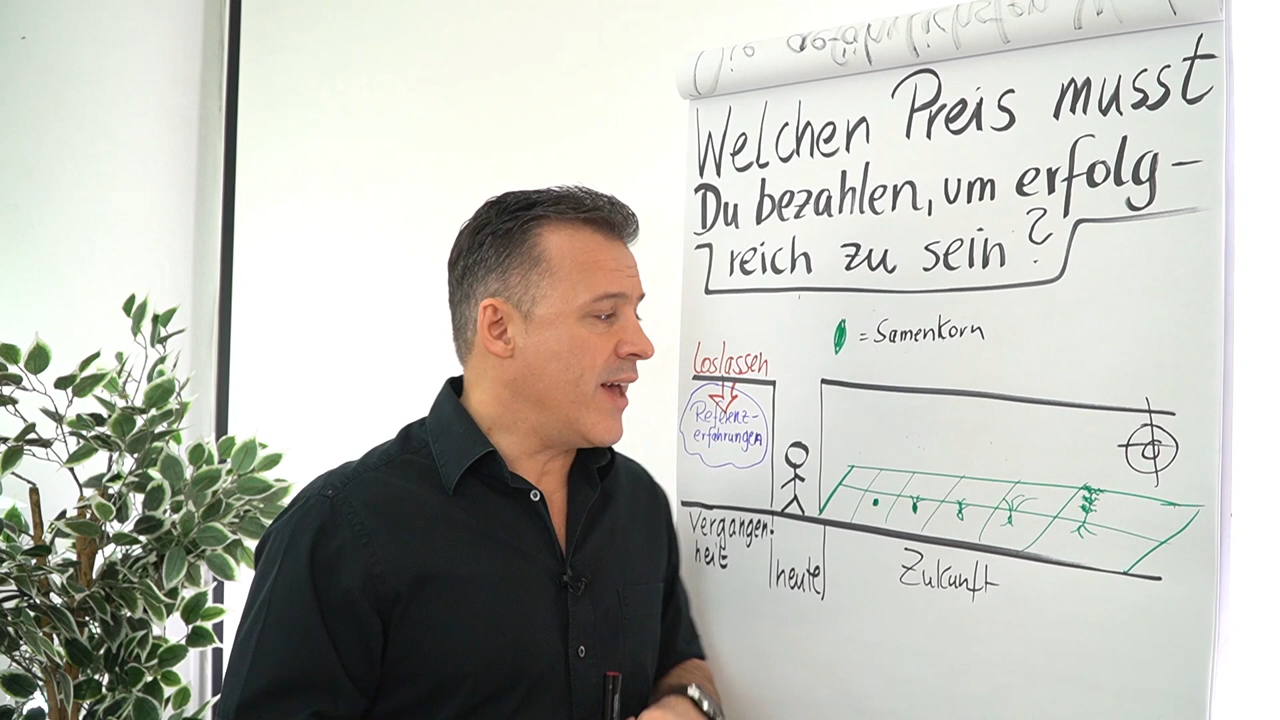 Welchen Preis musst
Du bezahlen, um erfolg-
reich zu sein?
= Samenkorn
Loslassen
Referenz-
erfahrungen
Vergangen-
heit
heute
Zukunft